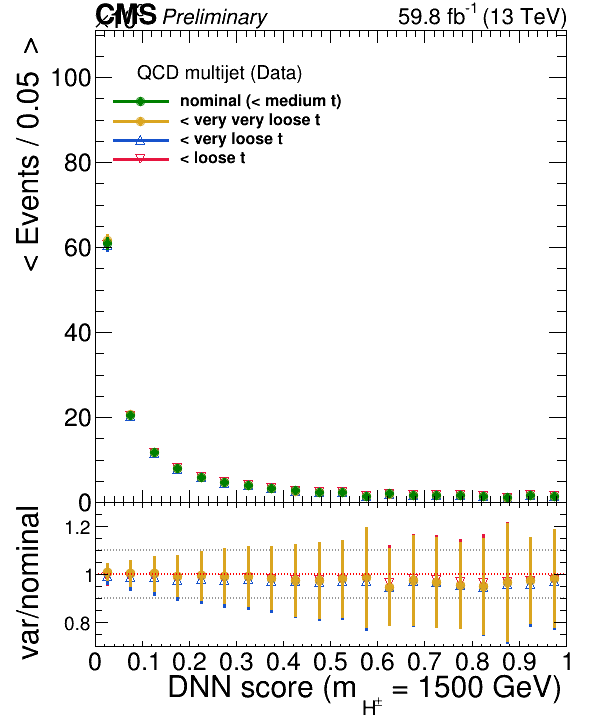 CMS Preliminary 59.8 fb-1 (13 TeV)
< Events / 0.05 >
100
80
60
40
20
0
QCD multijet (Data)
nominal (< medium t)
< very very loose t
< very loose t
< loose t
var/nominal
1.2
1
0.8
0 0.1 0.2 0.3 0.4 0.5 0.6 0.7 0.8 0.9 1
DNN score (m H± = 1500 GeV)